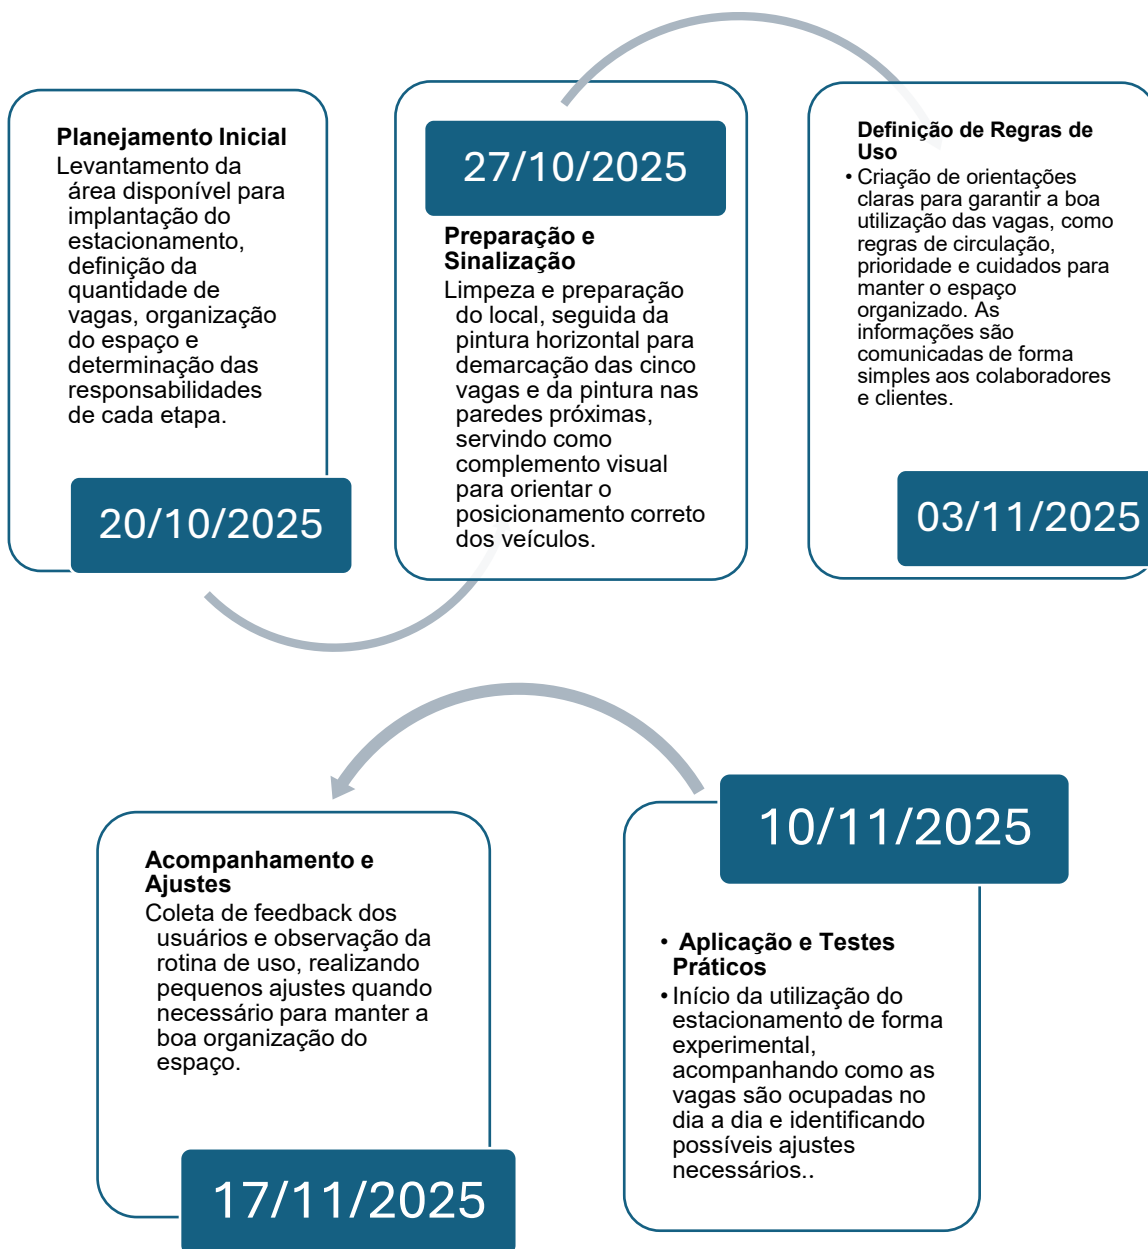 Planejamento Inicial
Levantamento da
área disponível para
implantação do
estacionamento,
definição da
quantidade de
vagas, organização
do espaço e
determinação das
responsabilidades
de cada etapa.
20/10/2025
27/10/2025
Preparação e
Sinalização
Limpeza e preparação
do local, seguida da
pintura horizontal para
demarcação das cinco
vagas e da pintura nas
paredes próximas,
servindo como
complemento visual
para orientar o
posicionamento correto
dos veículos.
Definição de Regras de
Uso
• Criação de orientações
claras para garantir a boa
utilização das vagas, como
regras de circulação,
prioridade e cuidados para
manter o espaço
organizado. As
informações são
comunicadas de forma
simples aos colaboradores
e clientes.
03/11/2025
10/11/2025
• Aplicação e Testes
Práticos
• Início da utilização do
estacionamento de forma
experimental,
acompanhando como as
vagas são ocupadas no
dia a dia e identificando
possíveis ajustes
necessários..
Acompanhamento e
Ajustes
Coleta de feedback dos
usuários e observação da
rotina de uso, realizando
pequenos ajustes quando
necessário para manter a
boa organização do
espaço.
17/11/2025